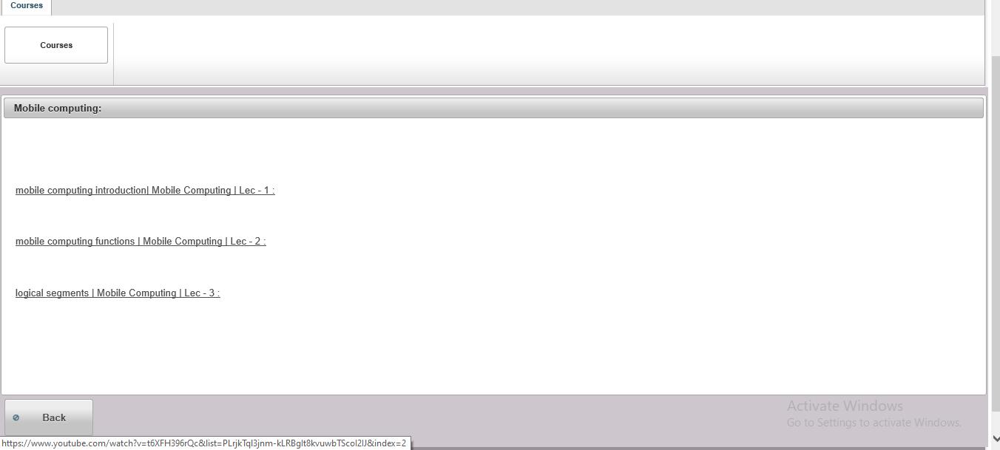 Courses
Courses
Mobile computing:
mobile computing introduction| Mobile Computing | Lec - 1 :
mobile computing functions | Mobile Computing | Lec - 2 :
logical segments | Mobile Computing | Lec - 3 :
Activate Windows
Go to Settings to activate Windows.
Back
https://www.youtube.com/watch?v=t6XFH396rQc&list=PLrjkTql3jnm-kLRBglt8kvuwbTScol2lJ&index=2